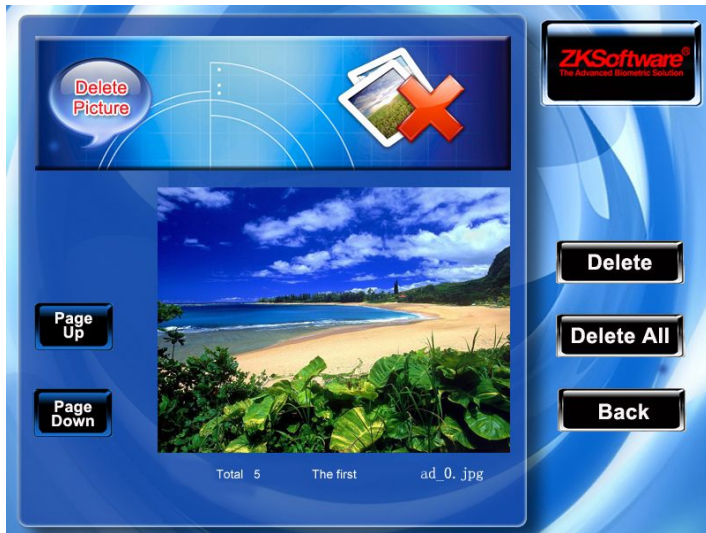 Delete
Picture
ZKSoftware®
The Advanced Biometric Solution
Delete
Page
Up
Delete All
Page
Down
Back
Total 5 The first ad_0. jpg